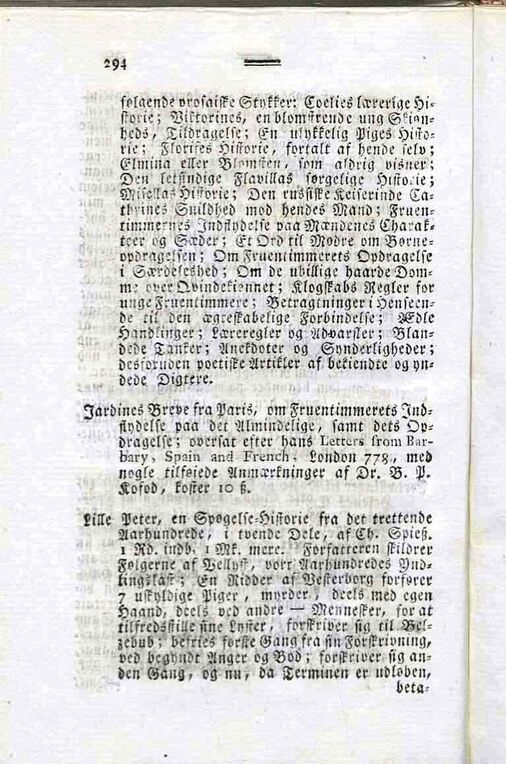 294
følgende prosaiske Stykker: Coelies lærerige Hi-
storie; Viktorines, en blomstrende ung Skiøn-
heds, Tildragelse; En ulykkelig Piges Histo-
rie; Florises Historie, fortalt af hende selv;
Elmina eller Blomsten, som aldrig visner;
Den letsindige Flavillas sørgelige Historie;
Misellas Historie; Den russiske Keiserinde Ca-
thrines Guildhed mod hendes Mand; Fruen-
timmernes Indflydelse paa Mændenes Charak-
teer og Sæder; Et Ord til Mødre om Børne-
opdragelsen; Om Fruentimmerets Opdragelse
i Særdeleshed; Om de ubillige haarde Dom-
me over Qvindekiønnet; Klogskabs Regler for
unge Fruentimmere; Betragtninger i Henseen-
de til den ægteskabelige Forbindelse; Ædle
Handlinger; Læreregler og Advarsler; Blan-
dede Tanker; Anekdoter og Synderligheder;
desforuden poetiske Artikler af bekiendte og yn-
dede Digtere.
Jardines Breve fra Paris, om Fruentimmerets Ind-
flydelse paa det Almindelige, samt dets Op-
dragelse; oversat efter hans Letters from Bar-
bary, Spain and French, London 778, med
nogle tilføiede Anmærkninger af Dr. B. P.
Kofod, koster 10 ß.
Lille Peter, en Spøgelse-Historie fra det trettende
Aarhundrede, i tvende Dele, af Ch. Spieß.
1 Rd. indb. 1 Mk. mere. Forfatteren skildrer
Følgerne af Vellyst, vort Aarhundredes Ynd-
lingslast; En Ridder af Vesterborg forfører
7 uskyldige Piger, myrder, deels med egen
Haand, deels ved andre — Mennesker, for at
tilfredsstille sine Lyster, forskriver sig til Bel-
zebub; befries første Gang fra sin Forskrivning,
ved begyndt Anger og Bod; forskriver sig an-
den Gang, og nu, da Terminen er udløben,
beta-